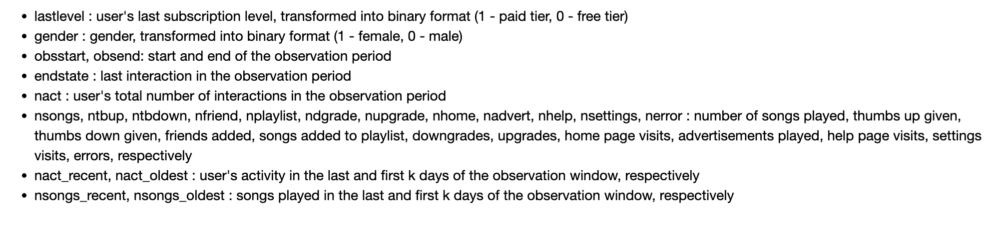 • lastlevel : user's last subscription level, transformed into binary format (1 - paid tier, 0 - free tier)
• gender : gender, transformed into binary format (1 - female, 0 - male)
• obsstart, obsend: start and end of the observation period
• endstate : last interaction in the observation period
• nact : user's total number of interactions in the observation period
• nsongs, ntbup, ntbdown, nfriend, nplaylist, ndgrade, nupgrade, nhome, nadvert, nhelp, nsettings, nerror : number of songs played, thumbs up given,
thumbs down given, friends added, songs added to playlist, downgrades, upgrades, home page visits, advertisements played, help page visits, settings
visits, errors, respectively
• nact_recent, nact_oldest : user's activity in the last and first k days of the observation window, respectively
• nsongs_recent, nsongs_oldest : songs played in the last and first k days of the observation window, respectively